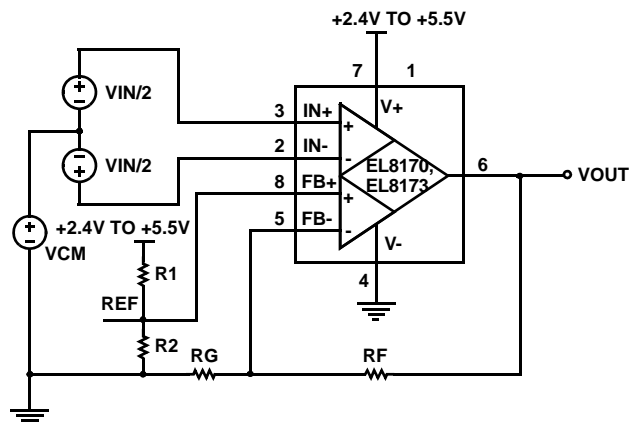 +2.4V TO +5.5V
7 1
VIN/2
3 IN+ V+
+
2 IN-
-
VIN/2
EL8170,
EL8173
6
VOUT
8 FB+
+
+2.4V TO +5.5V
5 FB-
-
VCM
V-
R1
4
REF
R2
RG
RF